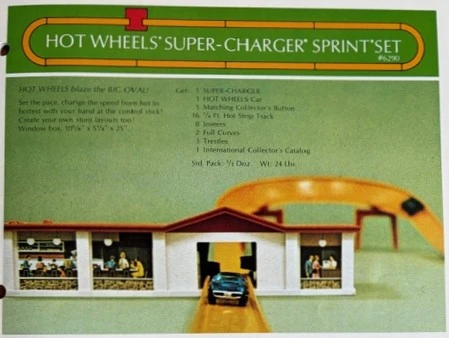 HOT WHEELS® SUPER-CHARGER® SPRINT® SET
#6290
HOT WHEELS blaze the BIG OVAL!
Set the pace, change the speed from hot to
hottest with your hand at the control stick!
Create your own stunt layouts too!
Window box,
Get: 1 SUPER-CHARGER
1 HOT WHEELS Car
1 Matching Collector's Button
16 Ft. Hot Strip Track
8 Joiners
2 Full Curves
3 Trestles
1 International Collector's Catalog
Std. Pack: ½ Doz. Wt: 24 Lbs.